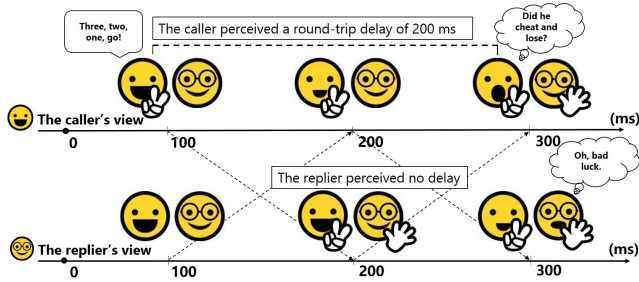 Three, two,
one, go!
The caller perceived a round-trip delay of 200 ms
Did he
cheat and
lose?
The caller's view
(ms)
0
100
200
300
The replier perceived no delay
Oh, bad
luck.
The replier's view
(ms)
0
100
200
300